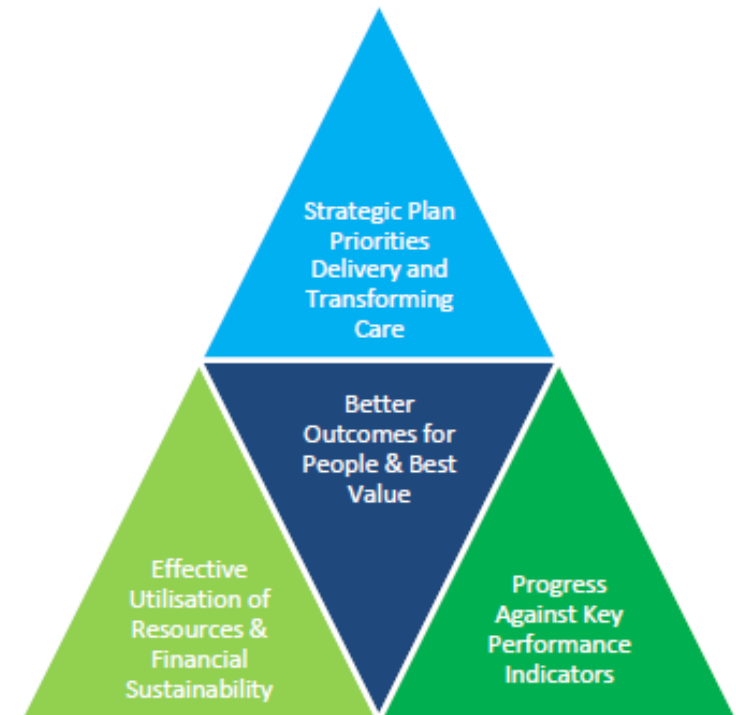 Strategic Plan
Priorities
Delivery and
Transforming
Care
Better
Outcomes for
People & Best
Value
Effective
Utilisation of
Resources &
Financial
Sustainability
Progress
Against Key
Performance
Indicators